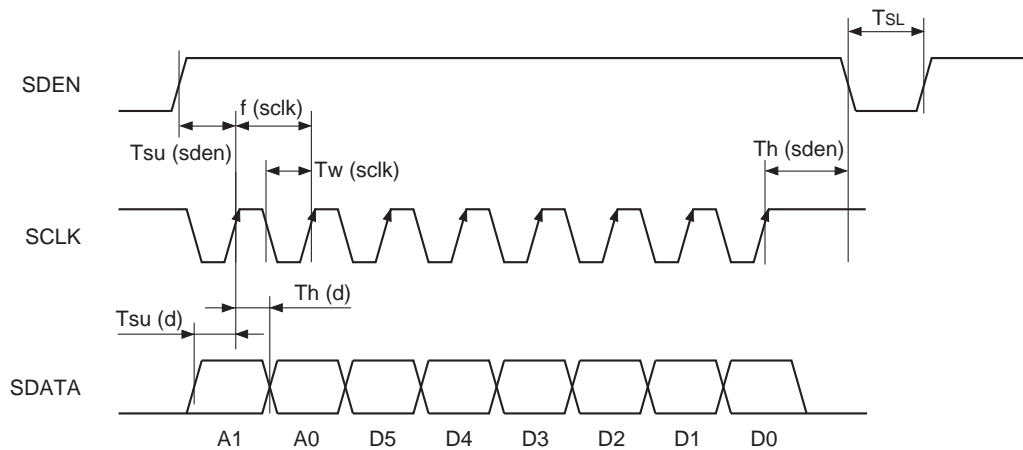 TSL
SDEN
f (sclk)
Tsu (sden)
Tw (sclk)
Th (sden)
SCLK
Th (d)
Tsu (d)
SDATA
A1 A0 D5 D4 D3 D2 D1 D0